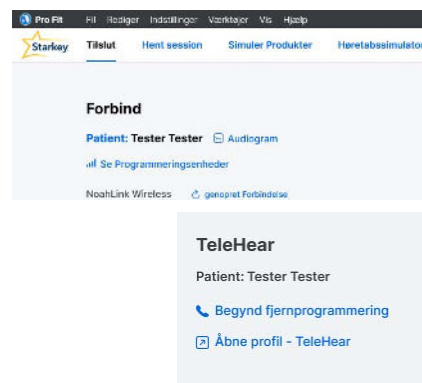 Pro Fit Fil Rediger Indstillinger Værktøjer Vis Hjælp
Starkey Tilslut Hent session Simuler Produkter Høretabssimulator
Forbind
Patient: Tester Tester Audiogram
Se Programmeringsenheder
NoahLink Wireless genopret Forbindelse
TeleHear
Patient: Tester Tester
Begynd fjernprogrammering
Åbne profil - TeleHear